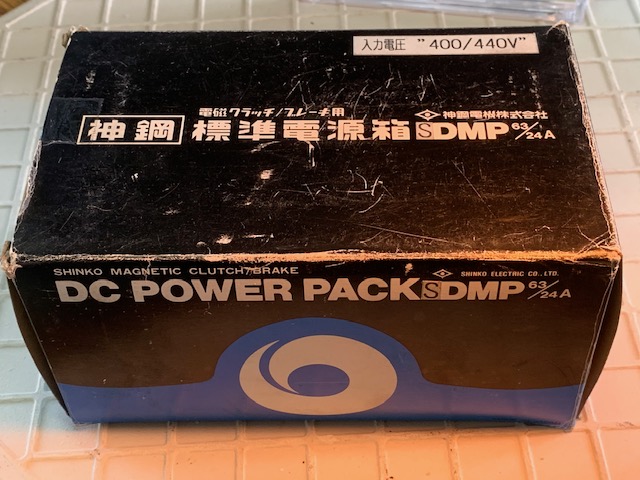 入力電圧 "400/440V"
電磁クラッチ/ブレーキ用
神鋼電機株式会社
神鋼 標準電源箱 SDMP 63/24A
SHINKO MAGNETIC CLUTCH/BRAKE
SHINKO ELECTRIC CO., LTD.
DC POWER PACK SDMP 63/24A